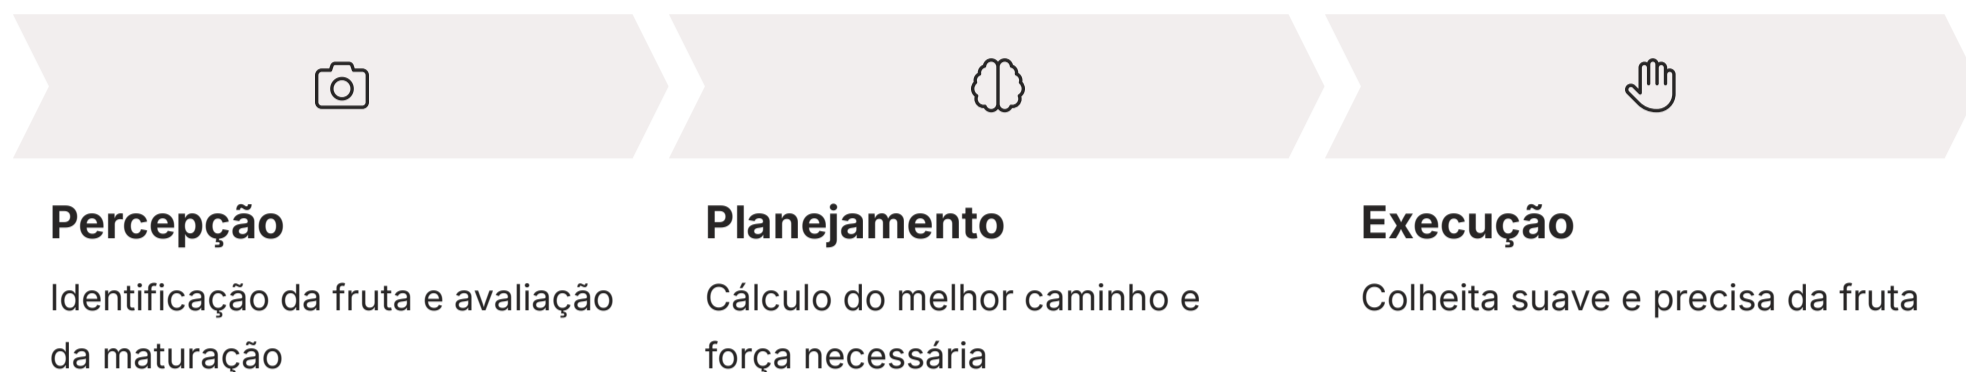 Percepção
Identificação da fruta e avaliação
da maturação
Planejamento
Cálculo do melhor caminho e
força necessária
Execução
Colheita suave e precisa da fruta